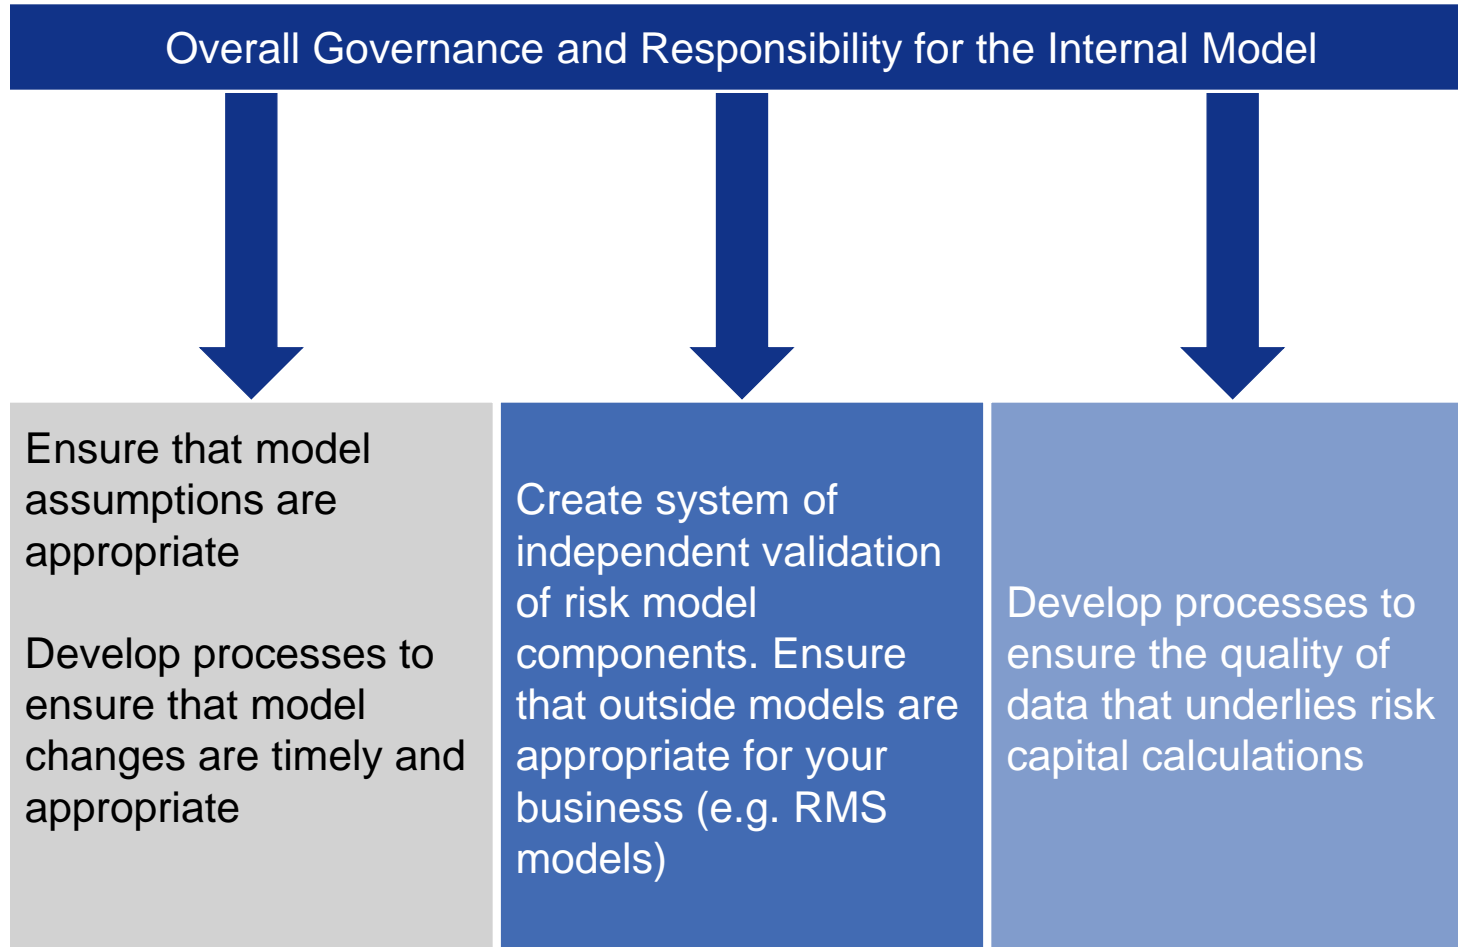 Overall Governance and Responsibility for the Internal Model
Ensure that model
assumptions are
appropriate
Develop processes to
ensure that model
changes are timely and
appropriate
Create system of
independent validation
of risk model
components. Ensure
that outside models are
appropriate for your
business (e.g. RMS
models)
Develop processes to
ensure the quality of
data that underlies risk
capital calculations